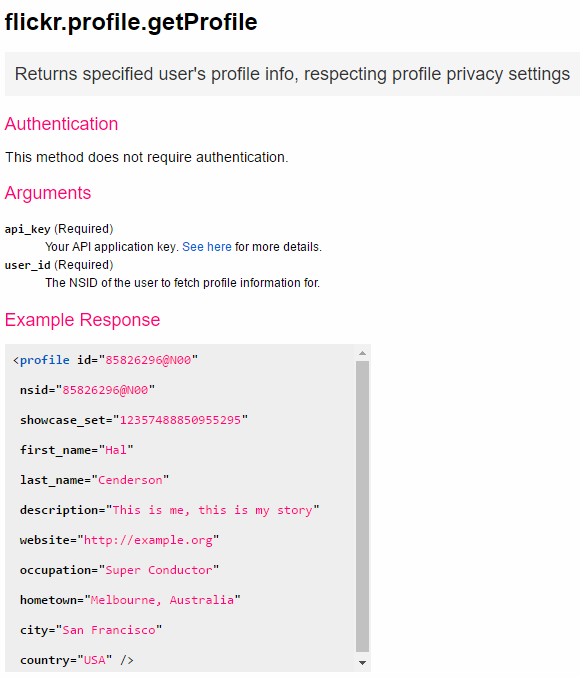 flickr.profile.getProfile
Returns specified user's profile info, respecting profile privacy settings
Authentication
This method does not require authentication.
Arguments
api_key (Required)
Your API application key. See here for more details.
user_id (Required)
The NSID of the user to fetch profile information for.
Example Response
<profile id="85826296@N00"
nsid="85826296@N00"
showcase_set="12357488850955295"
first_name="Hal"
last_name="Cenderson"
description="This is me, this is my story"
website="http://example.org"
occupation="Super Conductor"
hometown="Melbourne, Australia"
city="San Francisco"
country="USA" />